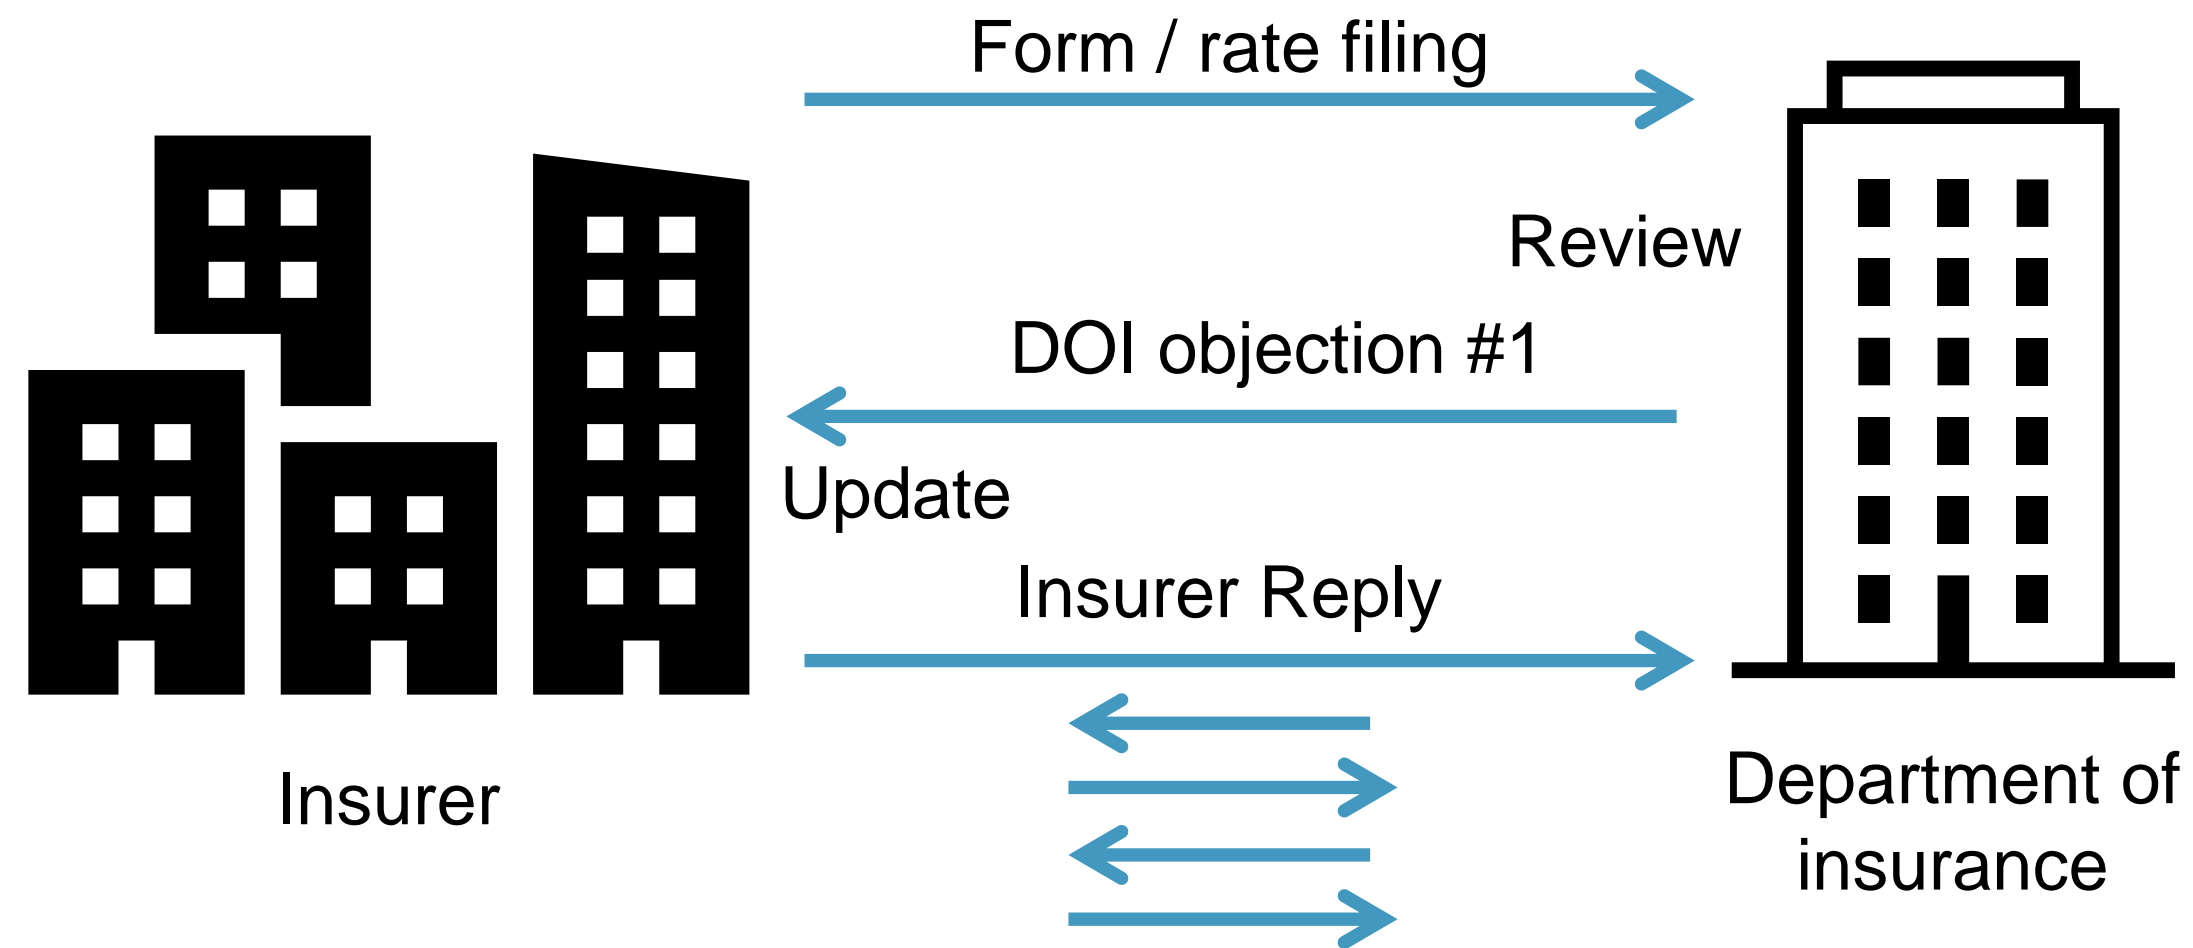 Form / rate filing
Review
DOI objection #1
Update
Insurer Reply
Insurer
Department of
insurance